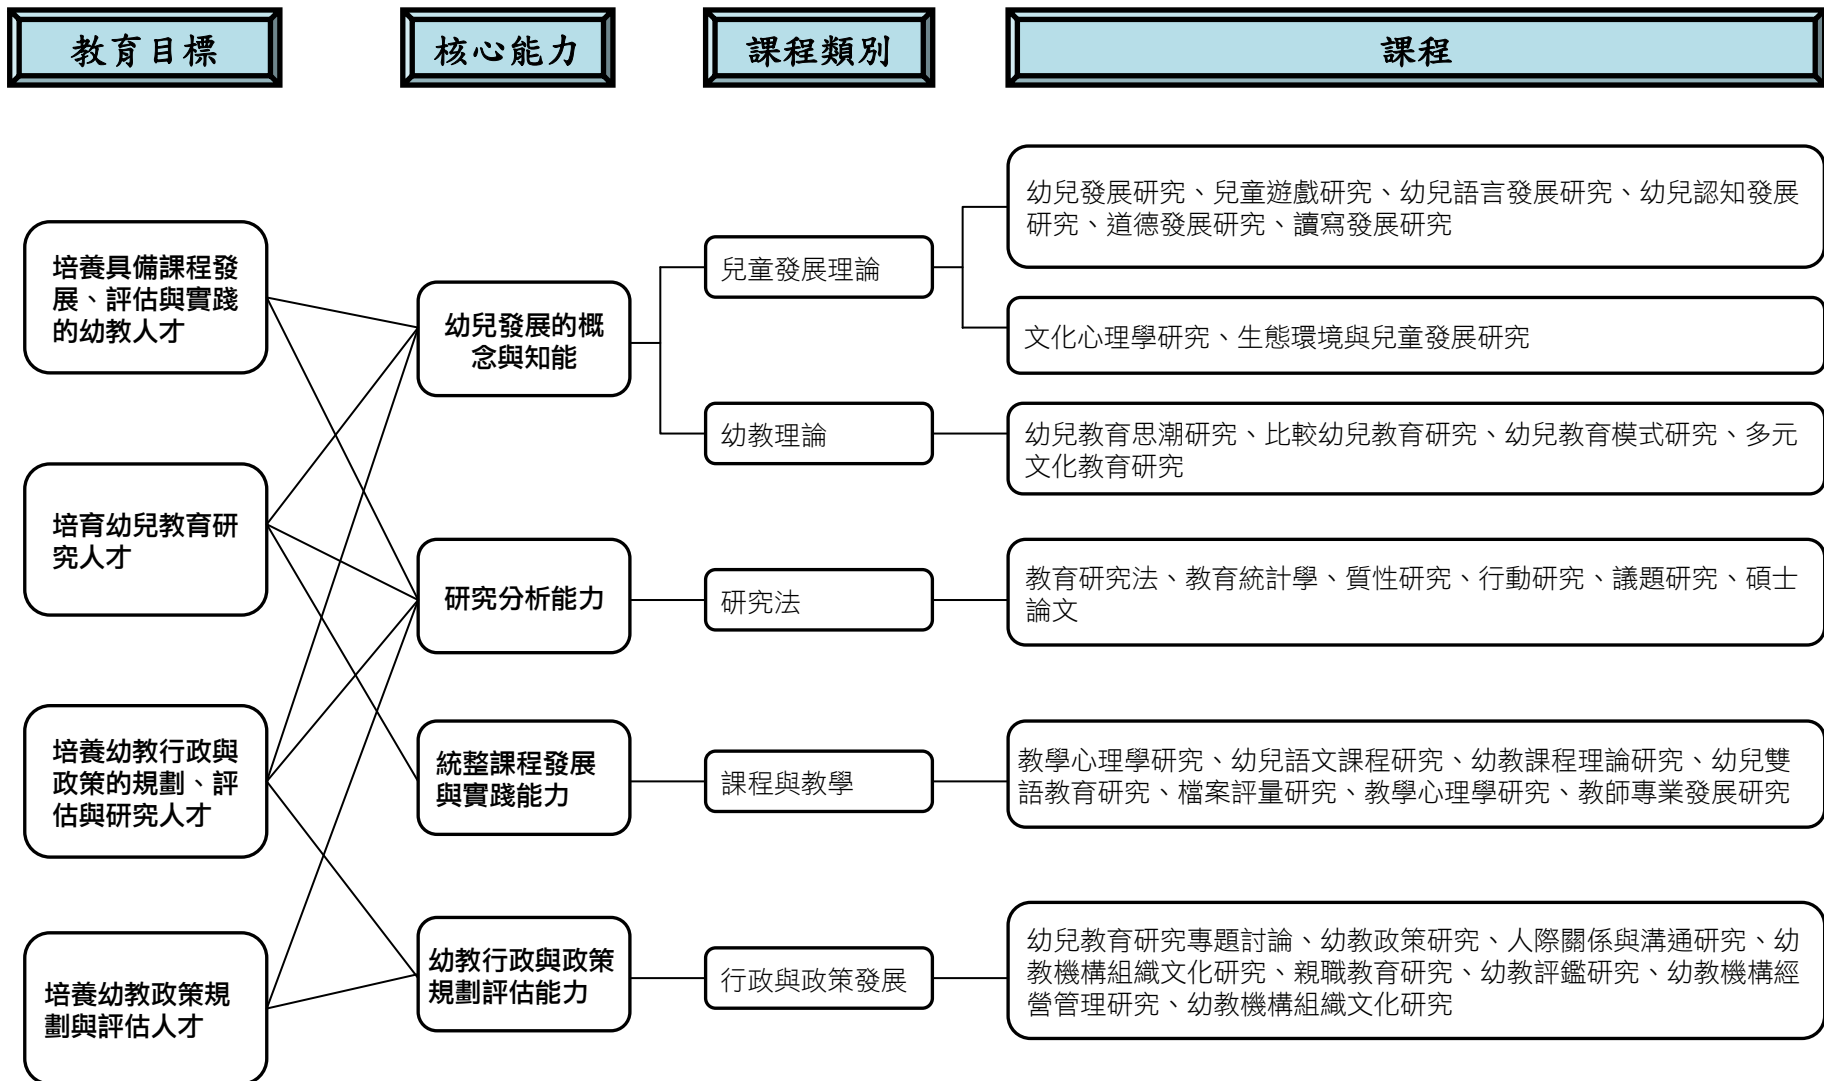 教育目標
核心能力
課程類別
課程
培養具備課程發
展、評估與實踐
的幼教人才
培育幼兒教育研
究人才
培養幼教行政與
政策的規劃、評
估與研究人才
培養幼教政策規
劃與評估人才
幼兒發展的概
念與知能
研究分析能力
統整課程發展
與實踐能力
幼教行政與政策
規劃評估能力
兒童發展理論
幼教理論
研究法
課程與教學
行政與政策發展
幼兒發展研究、兒童遊戲研究、幼兒語言發展研究、幼兒認知發展
研究、道德發展研究、讀寫發展研究
文化心理學研究、生態環境與兒童發展研究
幼兒教育思潮研究、比較幼兒教育研究、幼兒教育模式研究、多元
文化教育研究
教育研究法、教育統計學、質性研究、行動研究、議題研究、碩士
論文
教學心理學研究、幼兒語文課程研究、幼教課程理論研究、幼兒雙
語教育研究、檔案評量研究、教學心理學研究、教師專業發展研究
幼兒教育研究專題討論、幼教政策研究、人際關係與溝通研究、幼
教機構組織文化研究、親職教育研究、幼教評鑑研究、幼教機構經
營管理研究、幼教機構組織文化研究